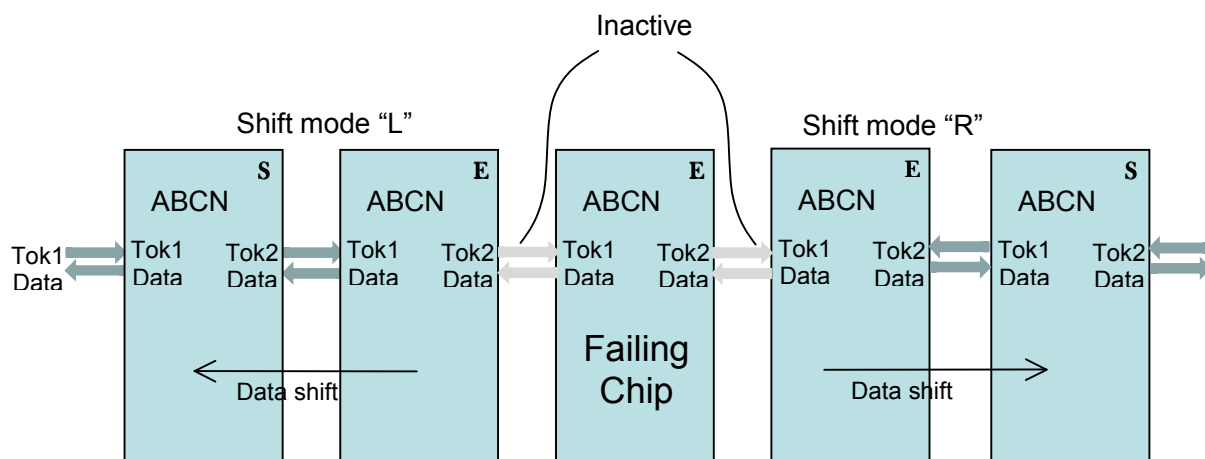 Inactive
Shift mode “L”
Shift mode “R”
S
E
E
S
ABCN
ABCN
ABCN
ABCN
ABCN
Tok1
Tok1
Tok2
Tok1
Tok2
Tok1
Tok2
Tok1
Tok2
Tok1
Tok2
Data
Data
Data
Data
Data
Data
Data
Data
Data
Data
Data
Failing
Chip
Data shift
Data shift